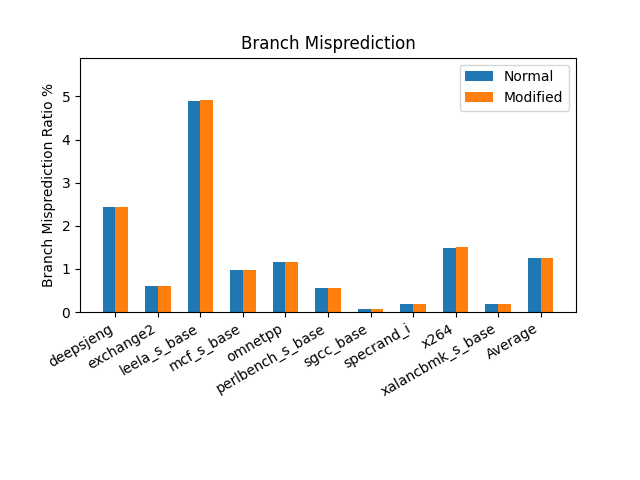 Branch Misprediction
Normal
Modified
Branch Misprediction Ratio %
5
4
3
2
1
0
deepsjeng
exchange2
leela_s_base
mcf_s_base
omnetpp
perlbench_s_base
sgcc_base
specrand_i
x264
xalancbmk_s_base
Average